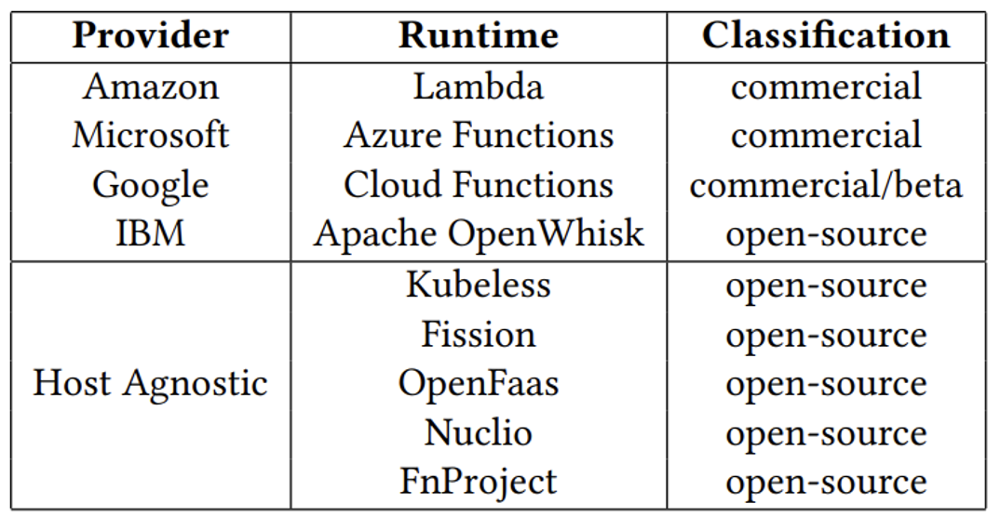 Provider Runtime Classification
Amazon Lambda commercial
Microsoft Azure Functions commercial
Google Cloud Functions commercial/beta
IBM Apache OpenWhisk open-source
Kubeless open-source
Fission open-source
Host Agnostic OpenFaas open-source
Nuclio open-source
FnProject open-source